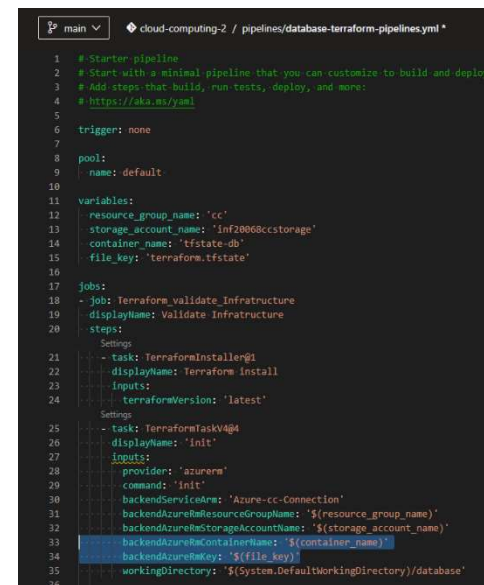 main cloud-computing-2 / pipelines/database-terraform-pipelines.yml *
1 # Starter pipeline
2 # Start with a minimal pipeline that you can customize to build and deplo
3 # Add steps that build, run tests, deploy, and more:
4 # https://aka.ms/yaml
5
6 trigger: none
7
8 pool:
9   name: default
10
11 variables:
12   resource_group_name: 'cc'
13   storage_account_name: 'inf20068ccstorage'
14   container_name: 'tfstate-db'
15   file_key: 'terraform.tfstate'
16
17 jobs:
18 - job: Terraform_validate_Infratructure
19   displayName: Validate Infratructure
20   steps:
Settings
21     - task: TerraformInstaller@1
22       displayName: Terraform install
23       inputs:
24         terraformVersion: 'latest'
Settings
25     - task: TerraformTaskV4@4
26       displayName: 'init'
27       inputs:
28         provider: 'azurerm'
29         command: 'init'
30         backendServiceArm: 'Azure-cc-Connection'
31         backendAzureRmResourceGroupName: '$(resource_group_name)'
32         backendAzureRmStorageAccountName: '$(storage_account_name)'
33         backendAzureRmContainerName: '$(container_name)'
34         backendAzureRmKey: '$(file_key)'
35         workingDirectory: '$(System.DefaultWorkingDirectory)/database'
36